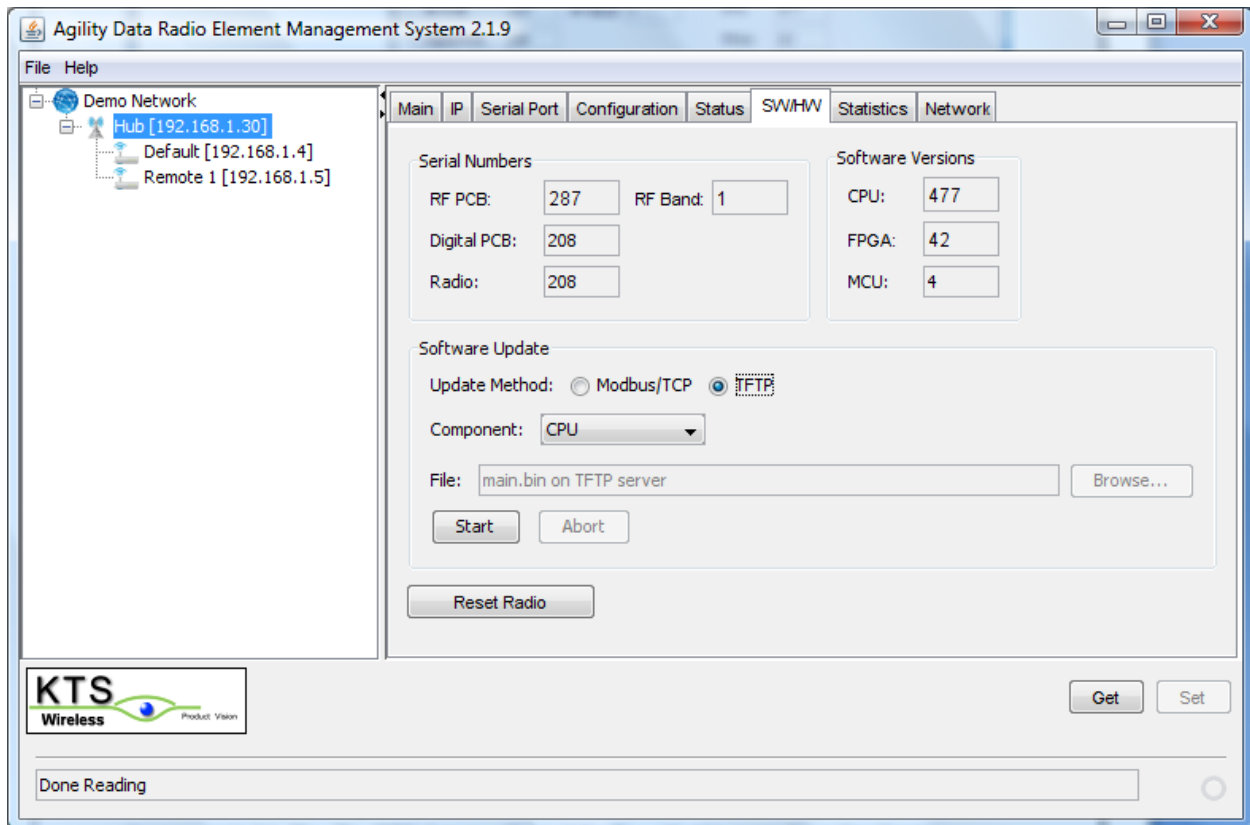 Agility Data Radio Element Management System 2.1.9
File Help
Demo Network
Hub [192.168.1.30]
Default [192.168.1.4]
Remote 1 [192.168.1.5]
Main IP Serial Port Configuration Status SW/HW Statistics Network
Serial Numbers
RF PCB: 287 RF Band: 1
Digital PCB: 208
Radio: 208
Software Versions
CPU: 477
FPGA: 42
MCU: 4
Software Update
Update Method: Modbus/TCP TFTP
Component: CPU
File: main.bin on TFTP server Browse...
Start Abort
Reset Radio
KTS
Wireless Product Vision
Get Set
Done Reading